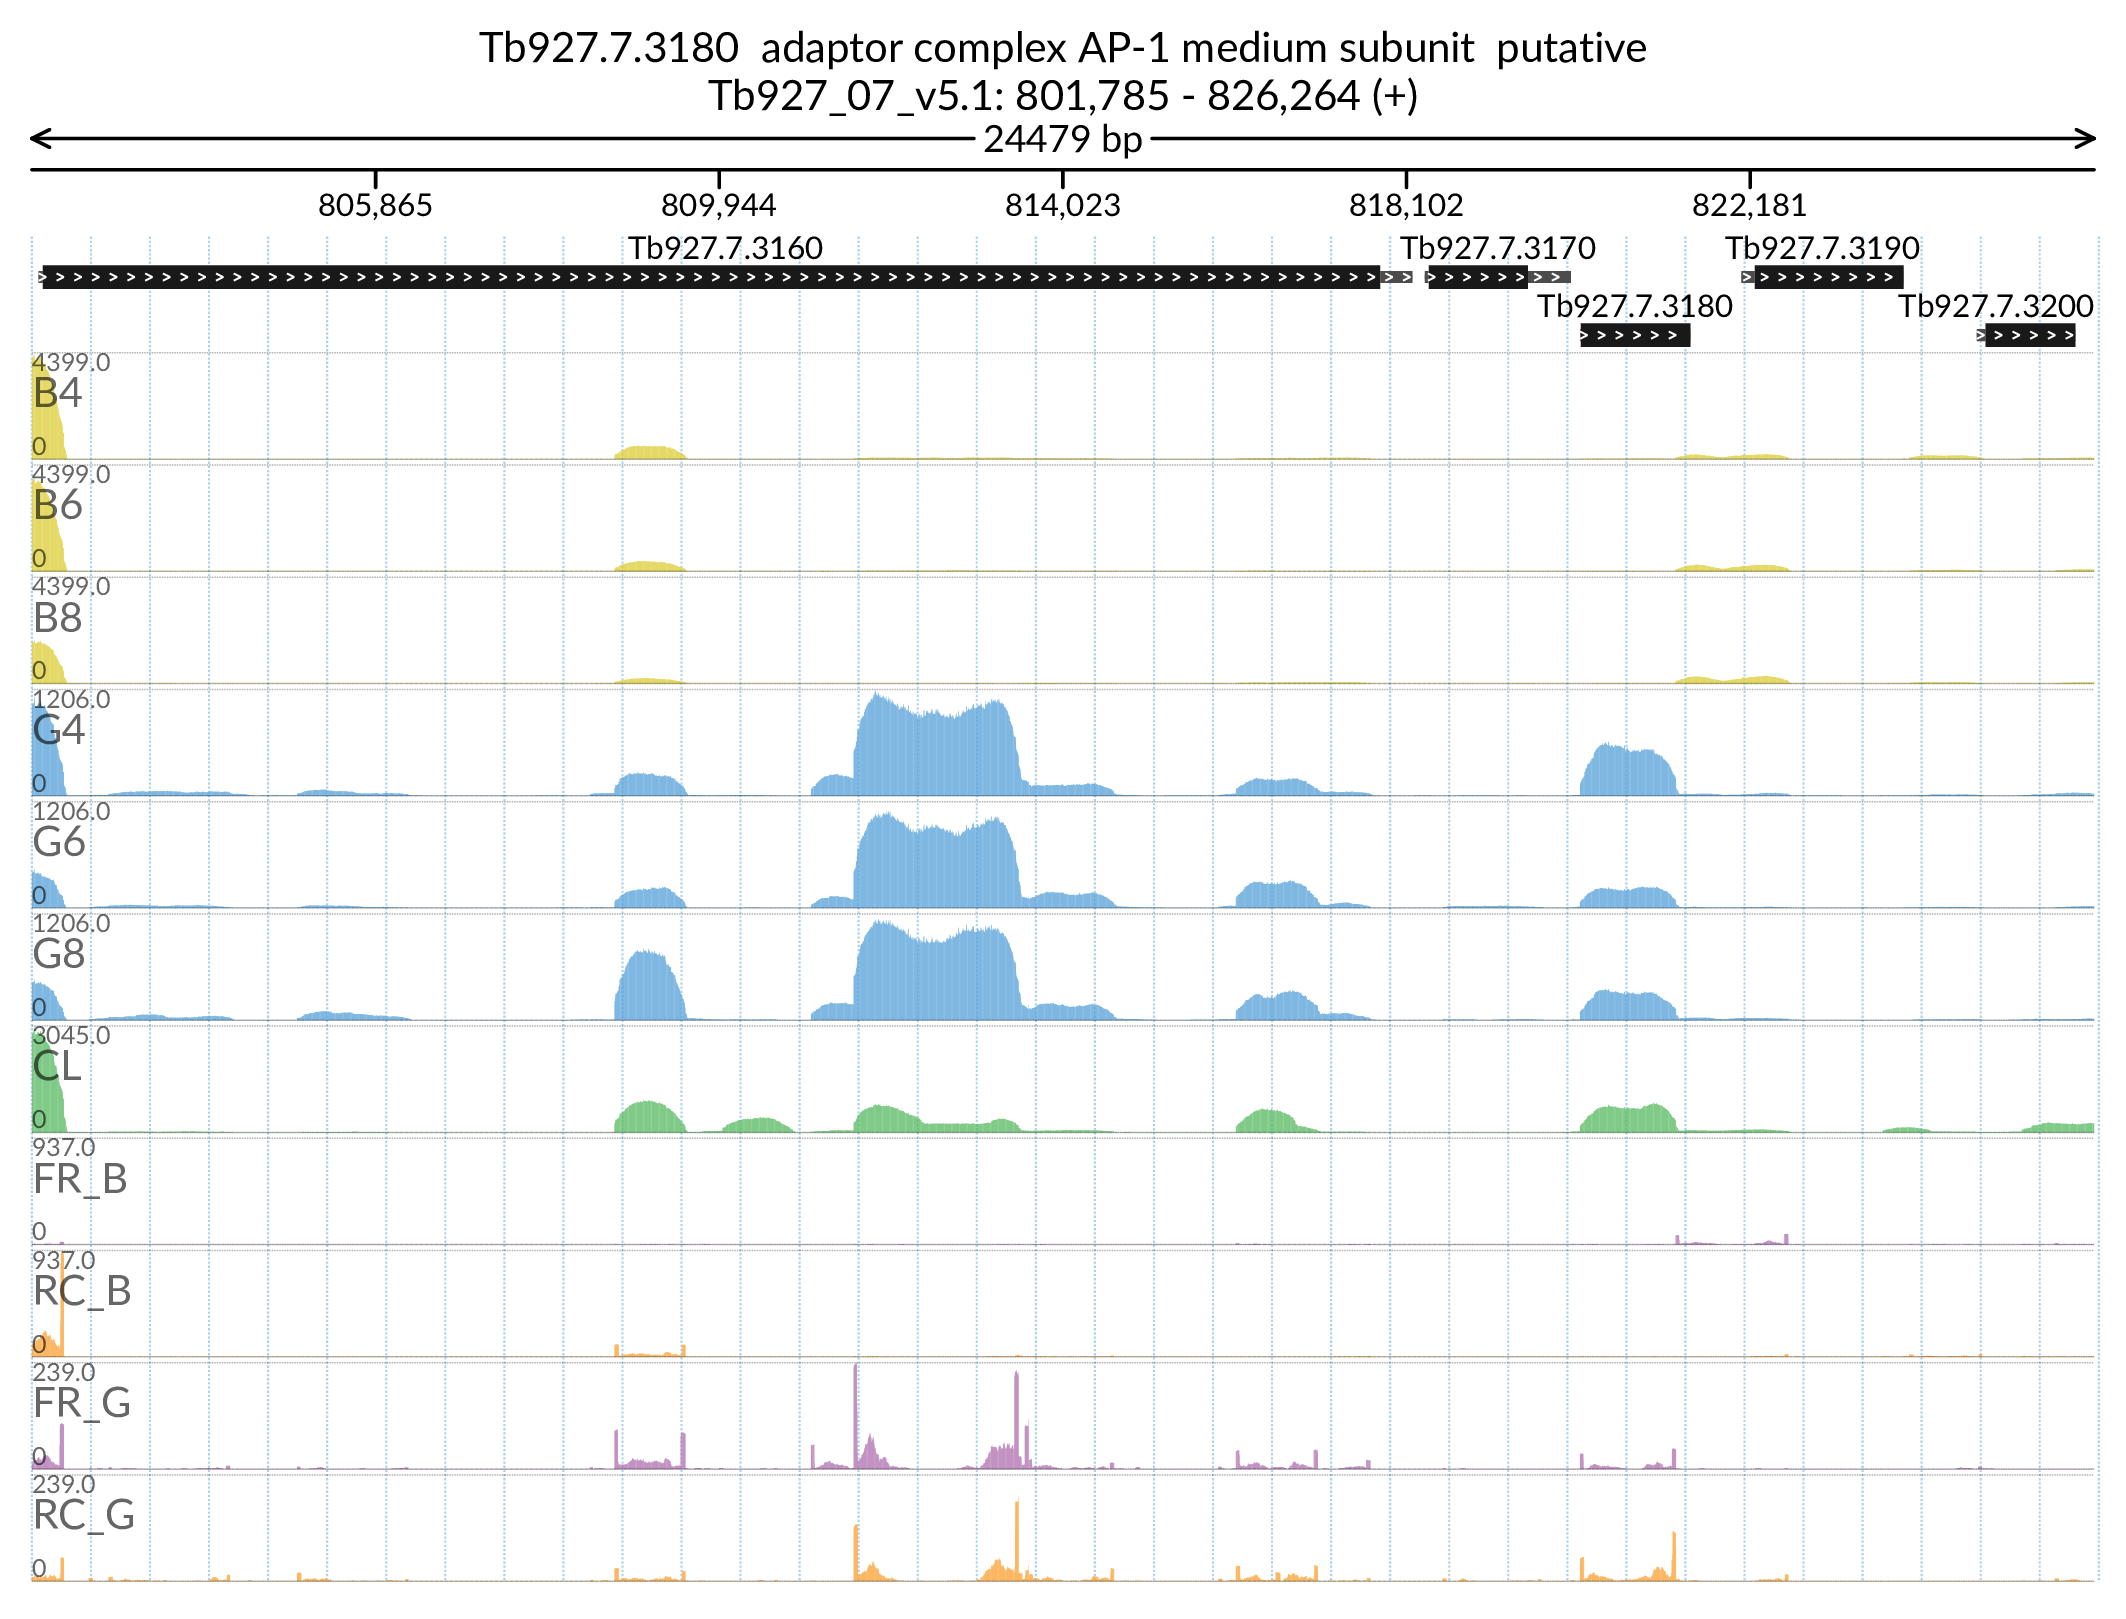 Tb927.7.3180  adaptor complex AP-1 medium subunit  putative
Tb927_07_v5.1: 801,785 - 826,264 (+)
24479 bp
805,865 809,944 814,023 818,102 822,181
Tb927.7.3160 Tb927.7.3170 Tb927.7.3190
Tb927.7.3180 Tb927.7.3200
4399.0
B4
0
4399.0
B6
0
4399.0
B8
0
1206.0
G4
0
1206.0
G6
0
1206.0
G8
0
3045.0
CL
0
937.0
FR_B
0
937.0
RC_B
0
239.0
FR_G
0
239.0
RC_G
0